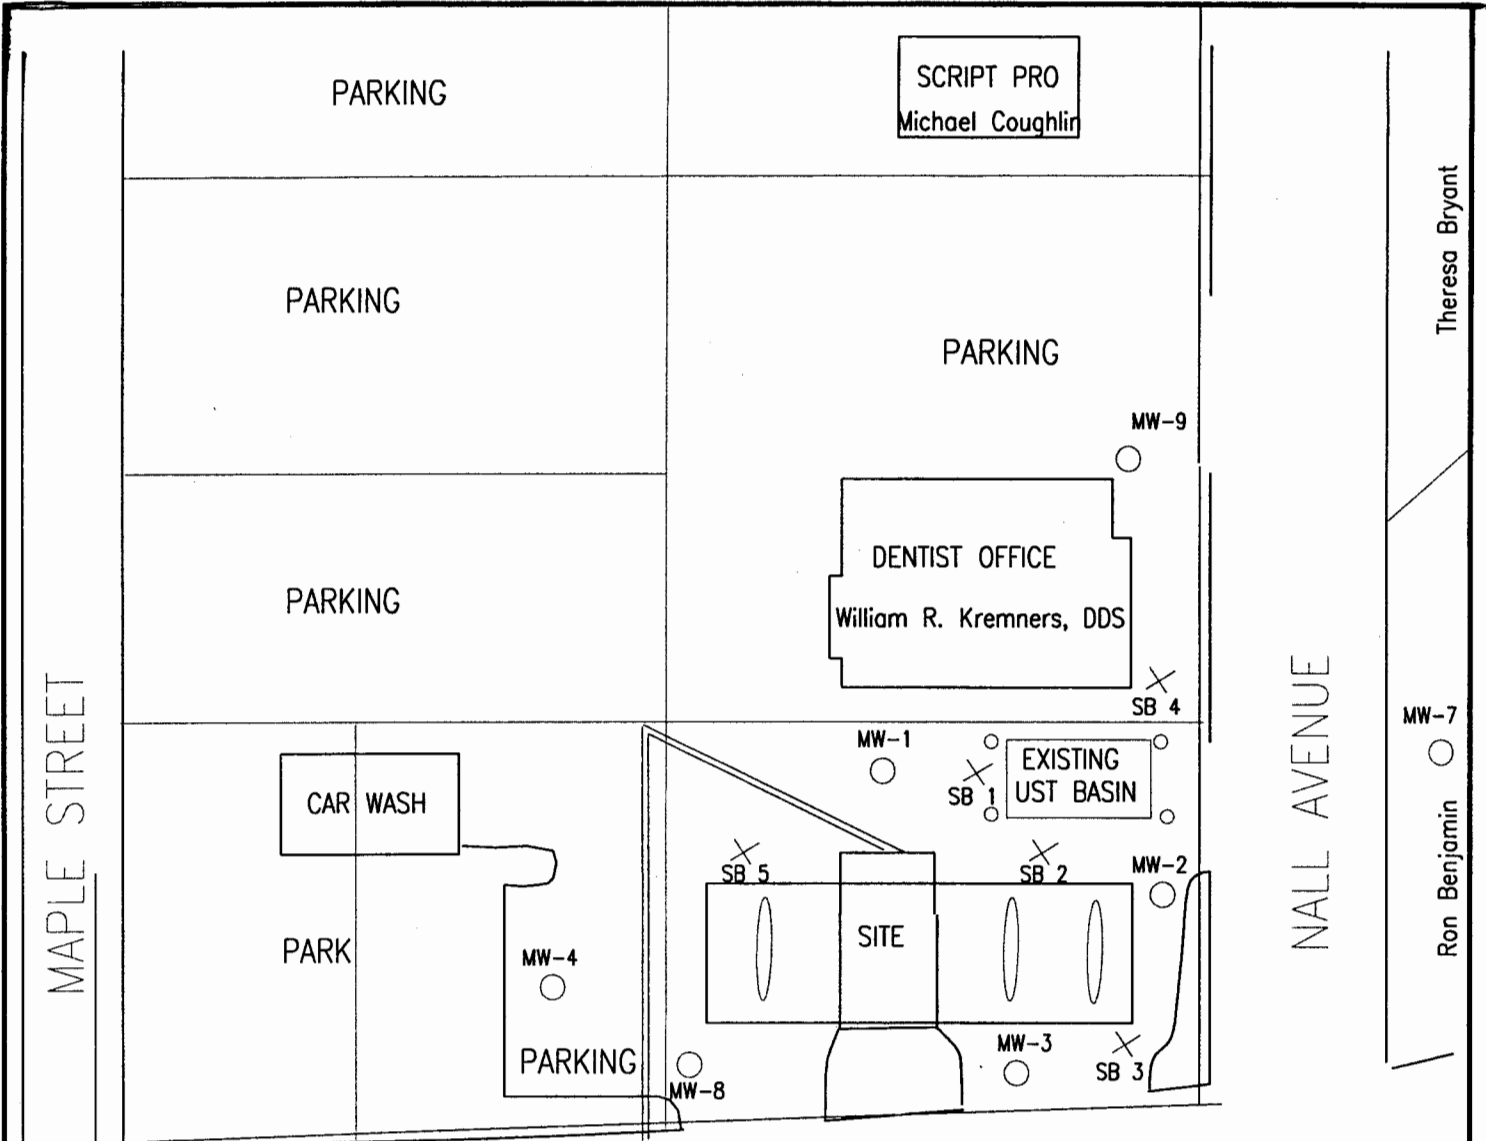 PARKING
SCRIPT PRO
Michael Coughlin
Theresa Bryant
PARKING
PARKING
MW-9
DENTIST OFFICE
William R. Kremners, DDS
PARKING
SB 4
MAPLE STREET
NALL AVENUE
MW-7
MW-1
EXISTING
UST BASIN
SB 1
CAR WASH
SB 5
SB 2
MW-2
Ron Benjamin
SITE
PARK
MW-4
MW-3
PARKING
SB 3
MW-8